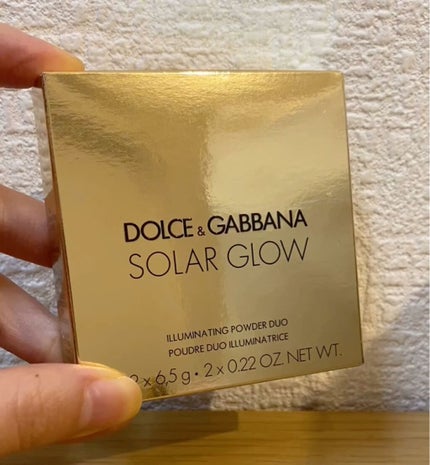 DOLCE & GABBANA
SOLAR GLOW
ILLUMINATING POWDER DUO
POUDRE DUO ILLUMINATRICE
2 x 6,5 g • 2 x 0.22 OZ. NET WT.